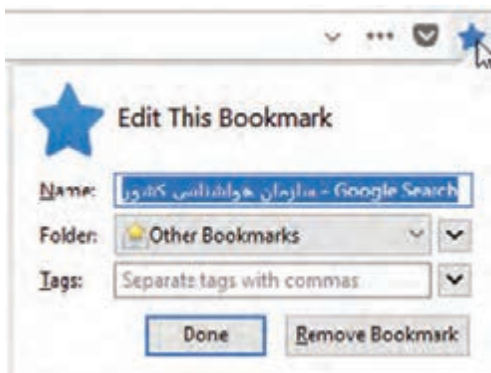 Edit This Bookmark
Name: سازمان هواشناسی کشور - Google Search
Folder: Other Bookmarks
Tags: Separate tags with commas
Done Remove Bookmark